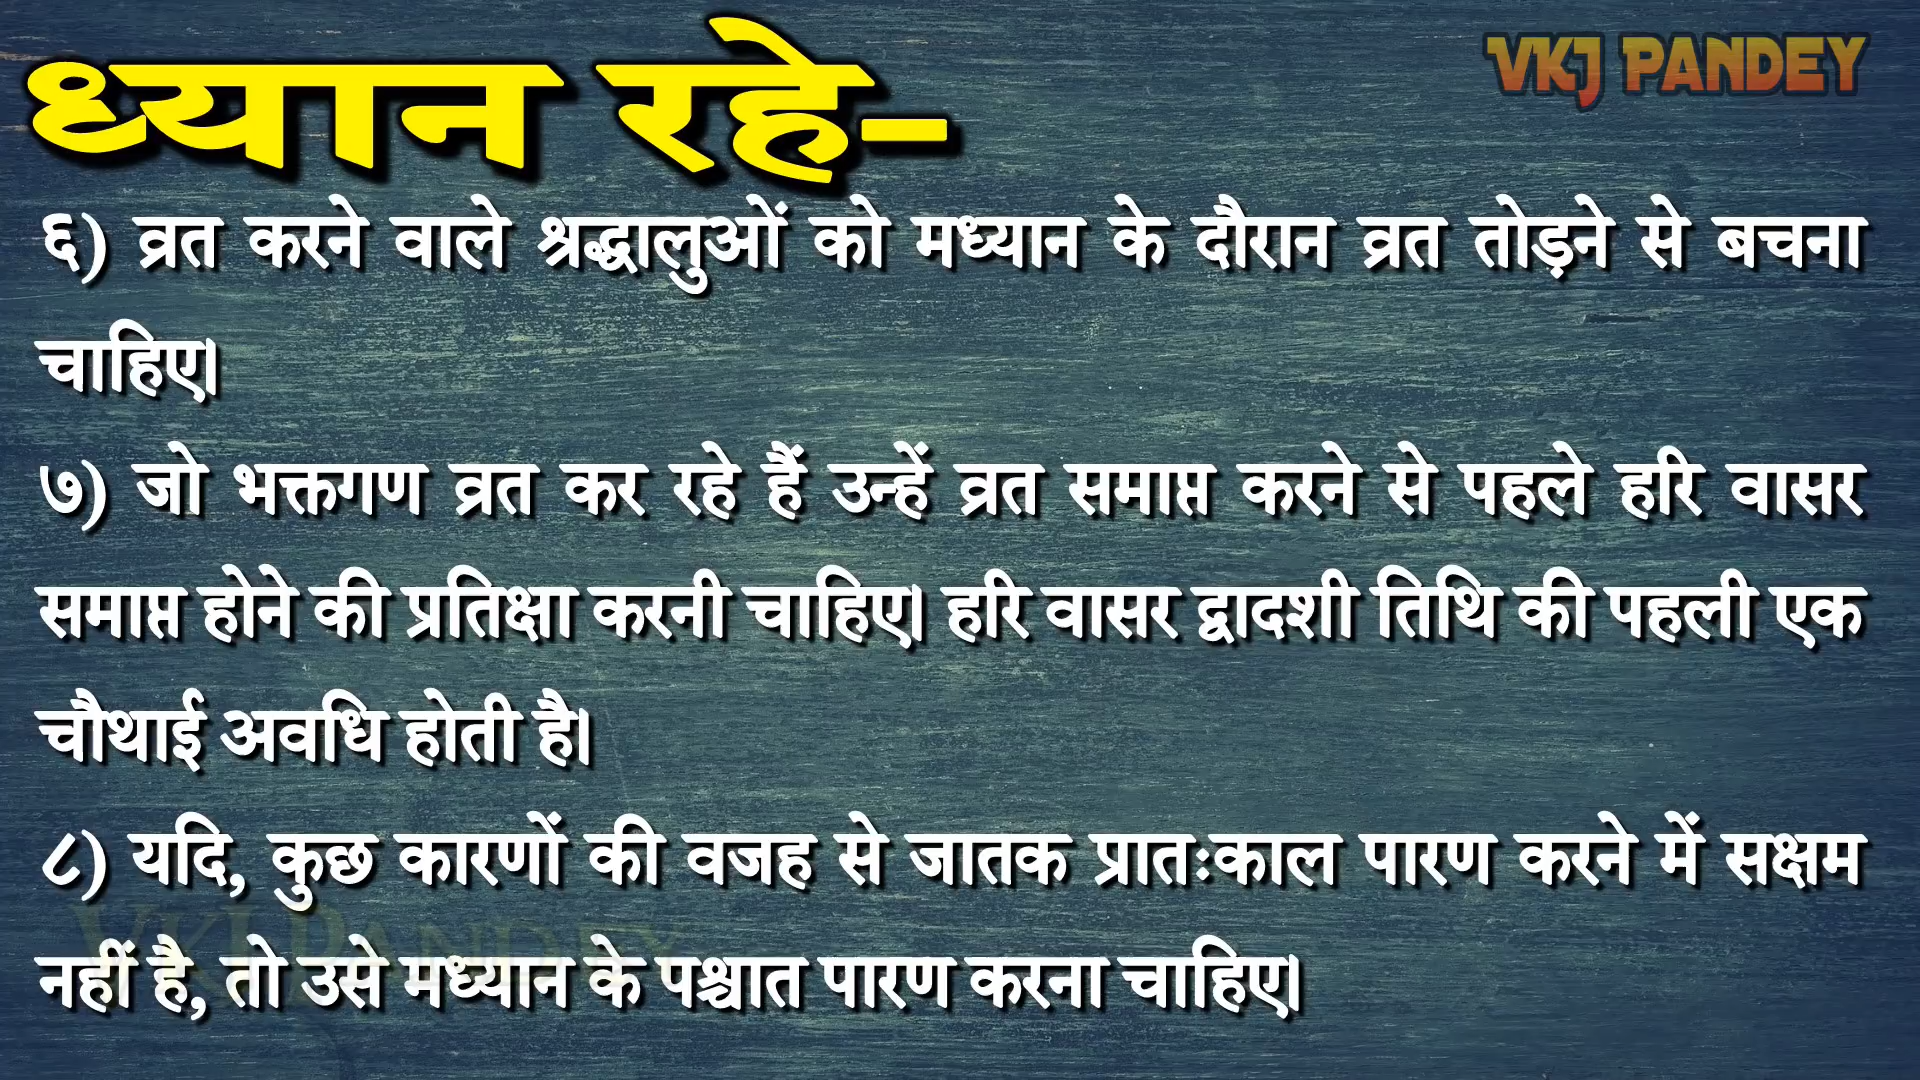 ध्यान रहे-
VKJ PANDEY
६) व्रत करने वाले श्रद्धालुओं को मध्यान के दौरान व्रत तोड़ने से बचना
चाहिए।
७) जो भक्तगण व्रत कर रहे हैं उन्हें व्रत समाप्त करने से पहले हरि वासर
समाप्त होने की प्रतिक्षा करनी चाहिए। हरि वासर द्वादशी तिथि की पहली एक
चौथाई अवधि होती है।
८) यदि, कुछ कारणों की वजह से जातक प्रातःकाल पारण करने में सक्षम
नहीं है, तो उसे मध्यान के पश्चात पारण करना चाहिए।
VKJ PANDEY